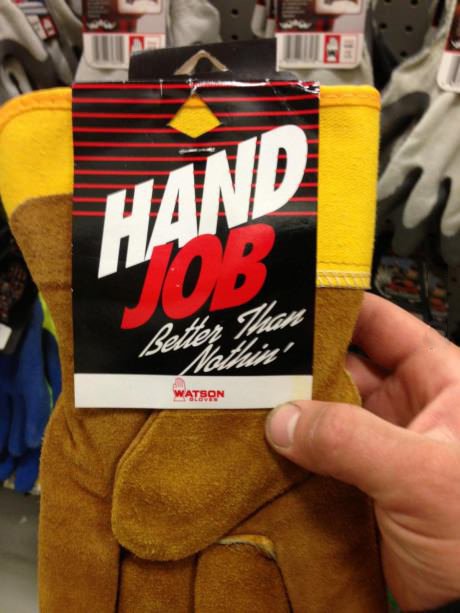 HAND
JOB
Better Than
Nothin'
WATSON
GLOVES